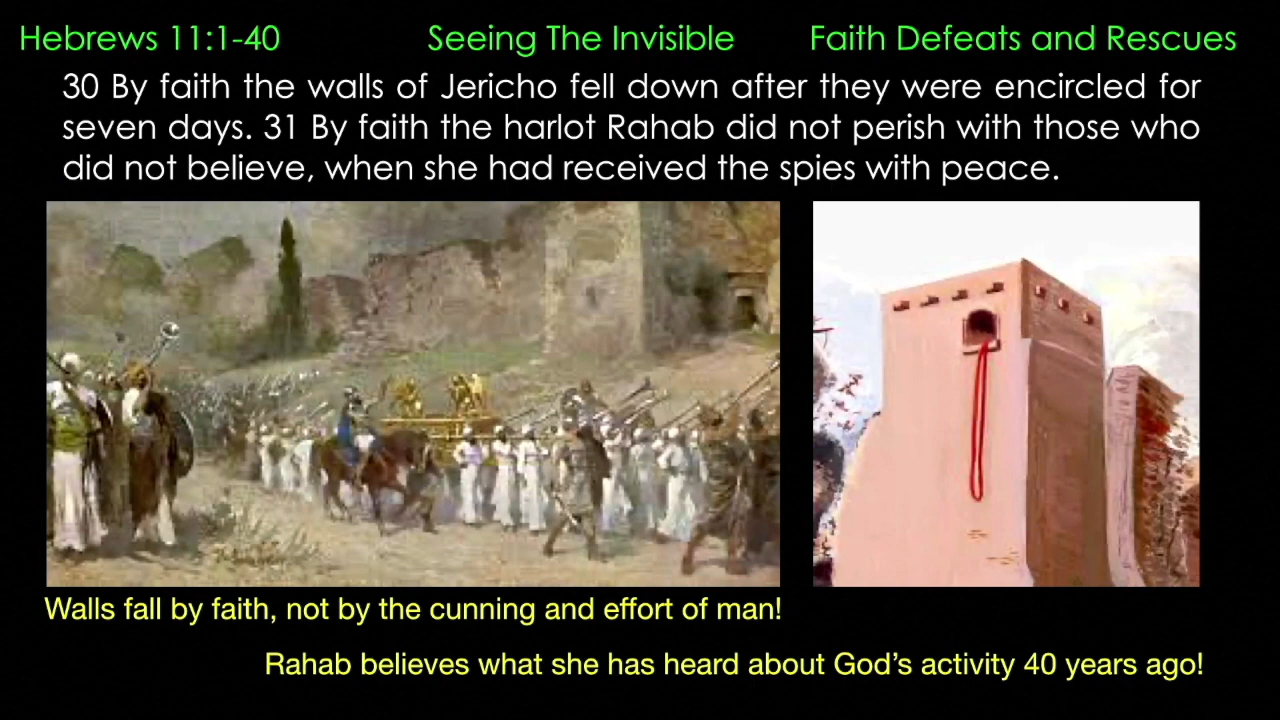 Hebrews 11:1-40 Seeing The Invisible Faith Defeats and Rescues
30 By faith the walls of Jericho fell down after they were encircled for
seven days. 31 By faith the harlot Rahab did not perish with those who
did not believe, when she had received the spies with peace.
Walls fall by faith, not by the cunning and effort of man!
Rahab believes what she has heard about God’s activity 40 years ago!